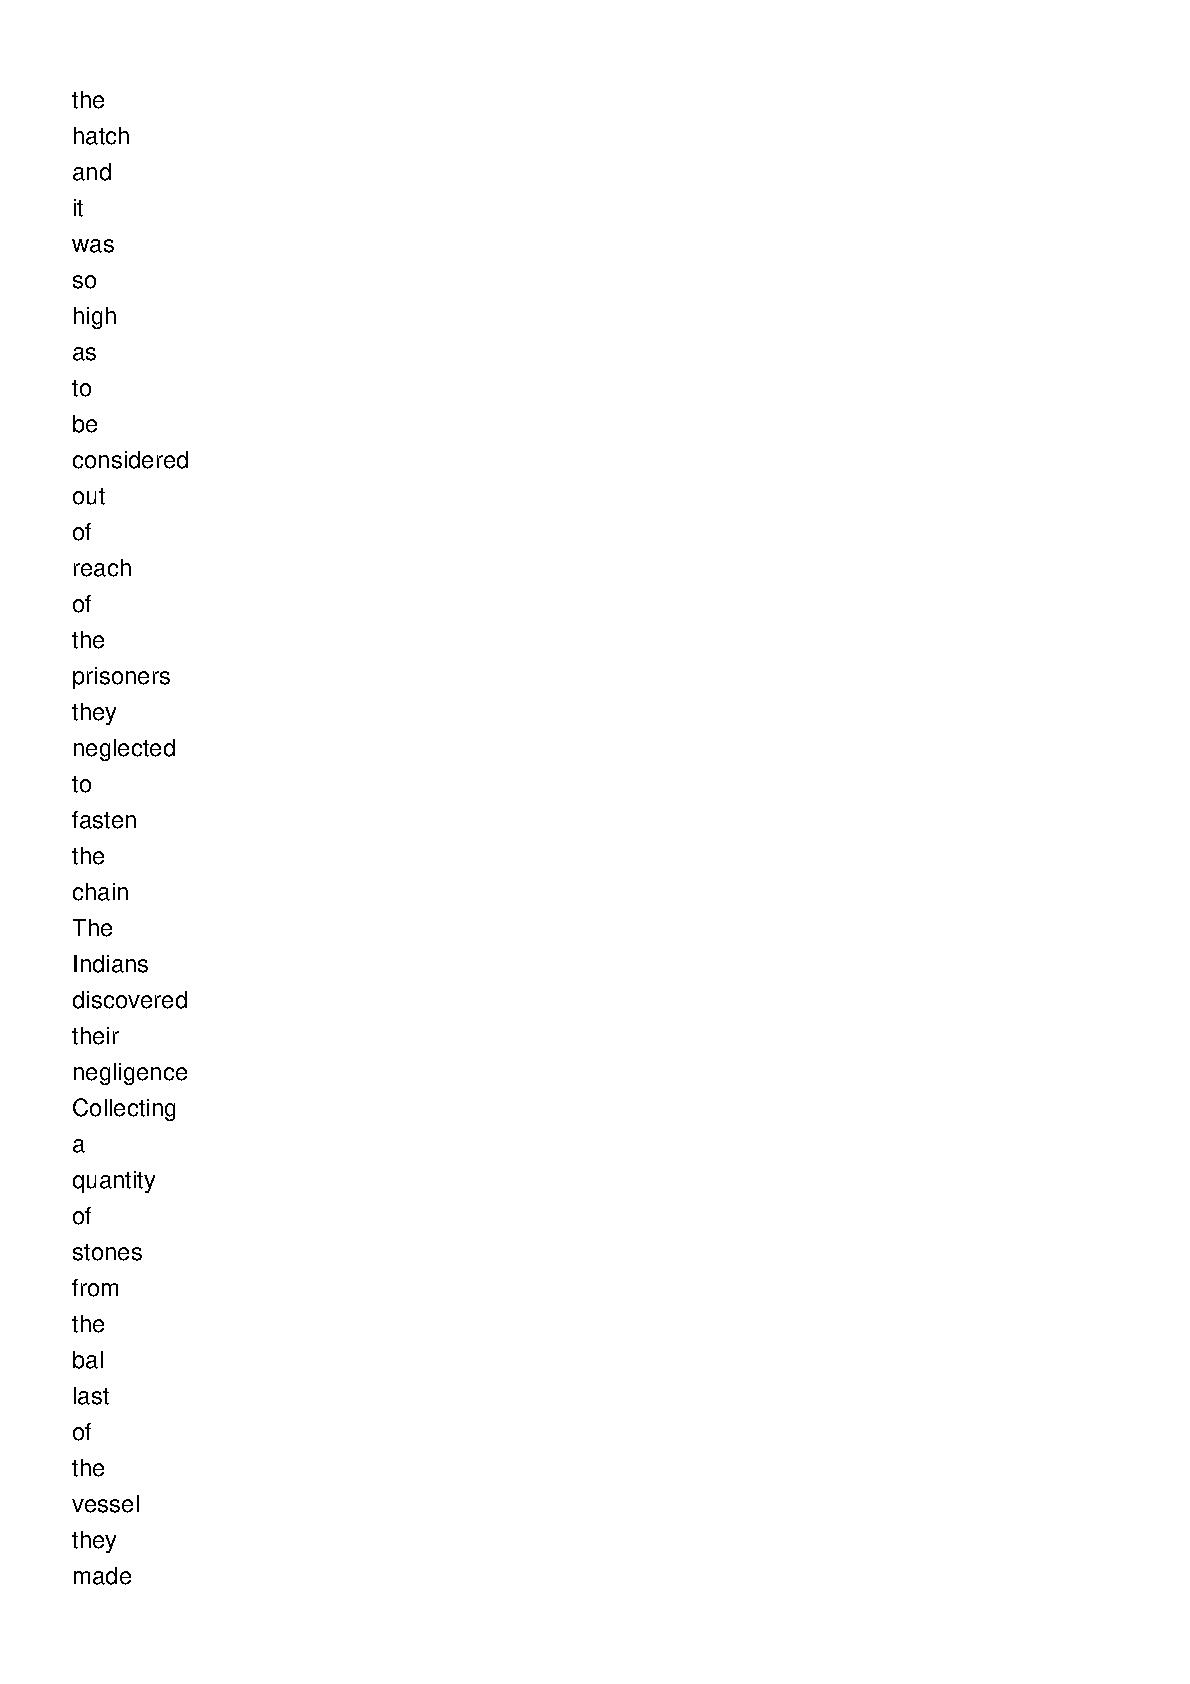 the
hatch
and
it
was
so
high
as
to
be
considered
out
of
reach
of
the
prisoners
they
neglected
to
fasten
the
chain
The
Indians
discovered
their
negligence
Collecting
a
quantity
of
stones
from
the
bal
last
of
the
vessel
they
made